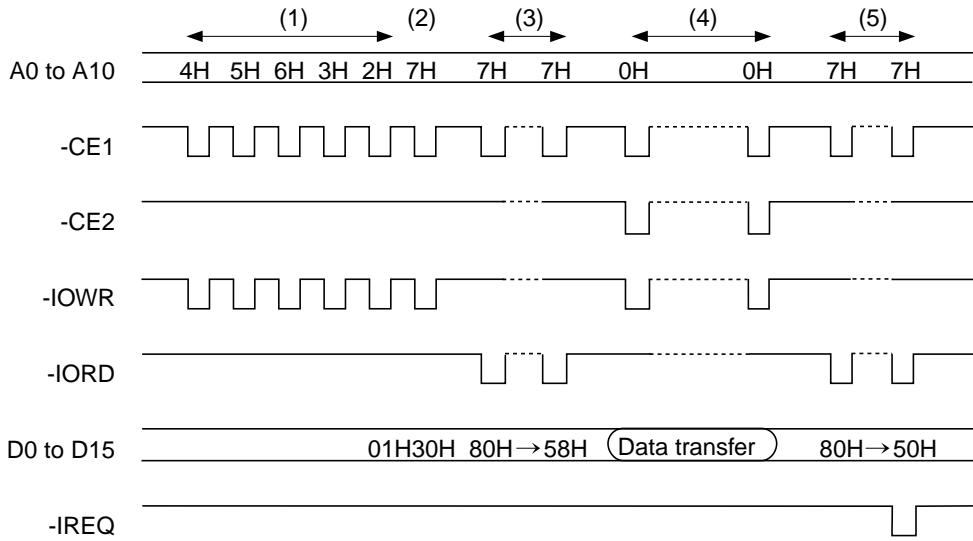 (1) (2) (3) (4) (5)
A0 to A10 4H 5H 6H 3H 2H 7H 7H 7H 0H 0H 7H 7H
-CE1
-CE2
-IOWR
-IORD
D0 to D15 01H30H 80H→58H Data transfer 80H→50H
-IREQ